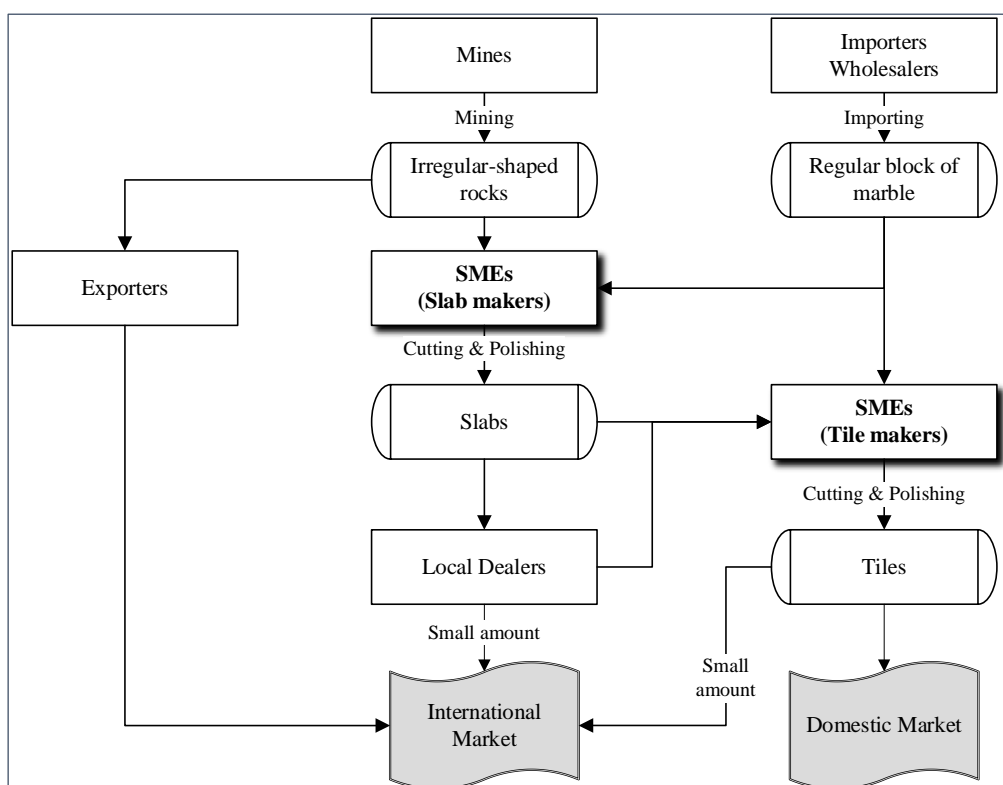 Mines
Importers
Wholesalers
Mining
Importing
Irregular-shaped
rocks
Regular block of
marble
Exporters
SMEs
(Slab makers)
Cutting & Polishing
Slabs
SMEs
(Tile makers)
Cutting & Polishing
Local Dealers
Tiles
Small amount
Small
amount
International
Market
Domestic Market